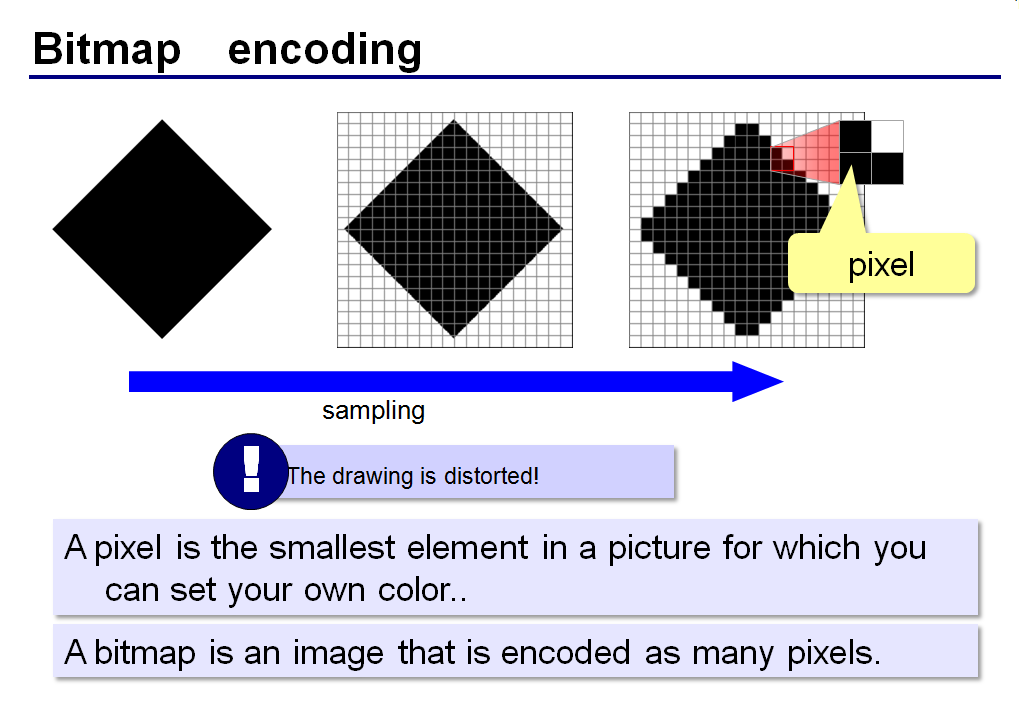 Bitmap encoding
pixel
sampling
! The drawing is distorted!
A pixel is the smallest element in a picture for which you
can set your own color..
A bitmap is an image that is encoded as many pixels.